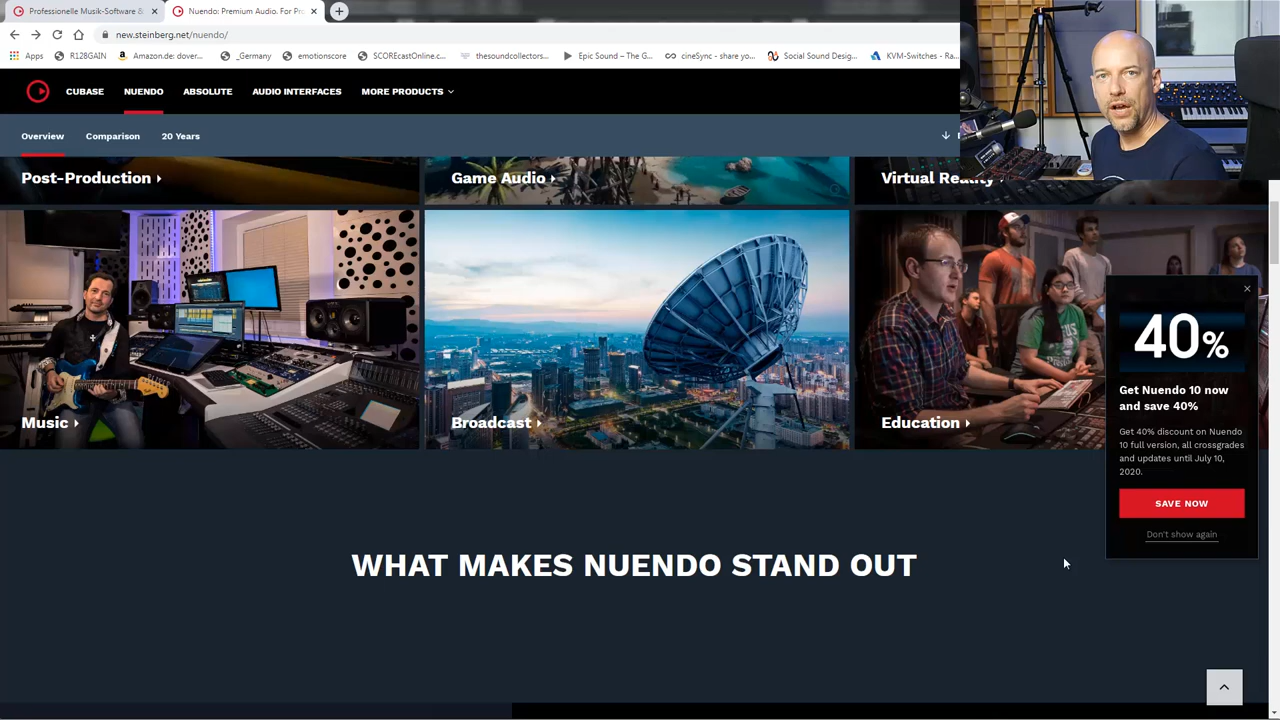 Professionelle Musik-Software &
Nuendo: Premium Audio. For Pro
new.steinberg.net/nuendo/
Apps R128GAIN Amazon.de: dover... _Germany emotionscore SCOREcastOnline.c... thesoundcollectors... Epic Sound – The G... cineSync - share yo... Social Sound Desig... KVM-Switches - Ra...
CUBASE NUENDO ABSOLUTE AUDIO INTERFACES MORE PRODUCTS
Overview Comparison 20 Years
Post-Production
Game Audio
Virtual Reality
Music
Broadcast
Education
40%
Get Nuendo 10 now
and save 40%
Get 40% discount on Nuendo
10 full version, all crossgrades
and updates until July 10,
2020.
SAVE NOW
Don't show again
WHAT MAKES NUENDO STAND OUT